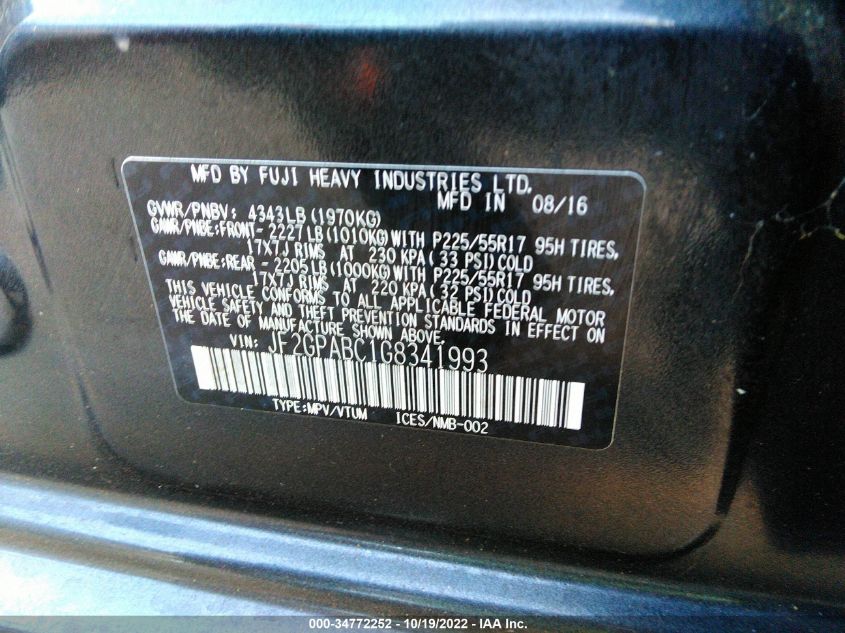 MFD BY FUJI HEAVY INDUSTRIES LTD.
MFD IN 08/16
GVWR/PNBV: 4343LB (1970KG)
GAWR/PNBE:FRONT- 2227LB (1010KG) WITH P225/55R17 95H TIRES,
17X7J RIMS AT 230 KPA (33 PSI) COLD
GAWR/PNBE:REAR - 2205LB (1000KG) WITH P225/55R17 95H TIRES,
17X7J RIMS AT 220 KPA (32 PSI) COLD
THIS VEHICLE CONFORMS TO ALL APPLICABLE FEDERAL MOTOR
VEHICLE SAFETY AND THEFT PREVENTION STANDARDS IN EFFECT ON
THE DATE OF MANUFACTURE SHOWN ABOVE.
VIN: JF2GPABC1G8341993
TYPE:MPV/VTUM ICES/NMB-002
000-34772252 - 10/19/2022 - IAA Inc.